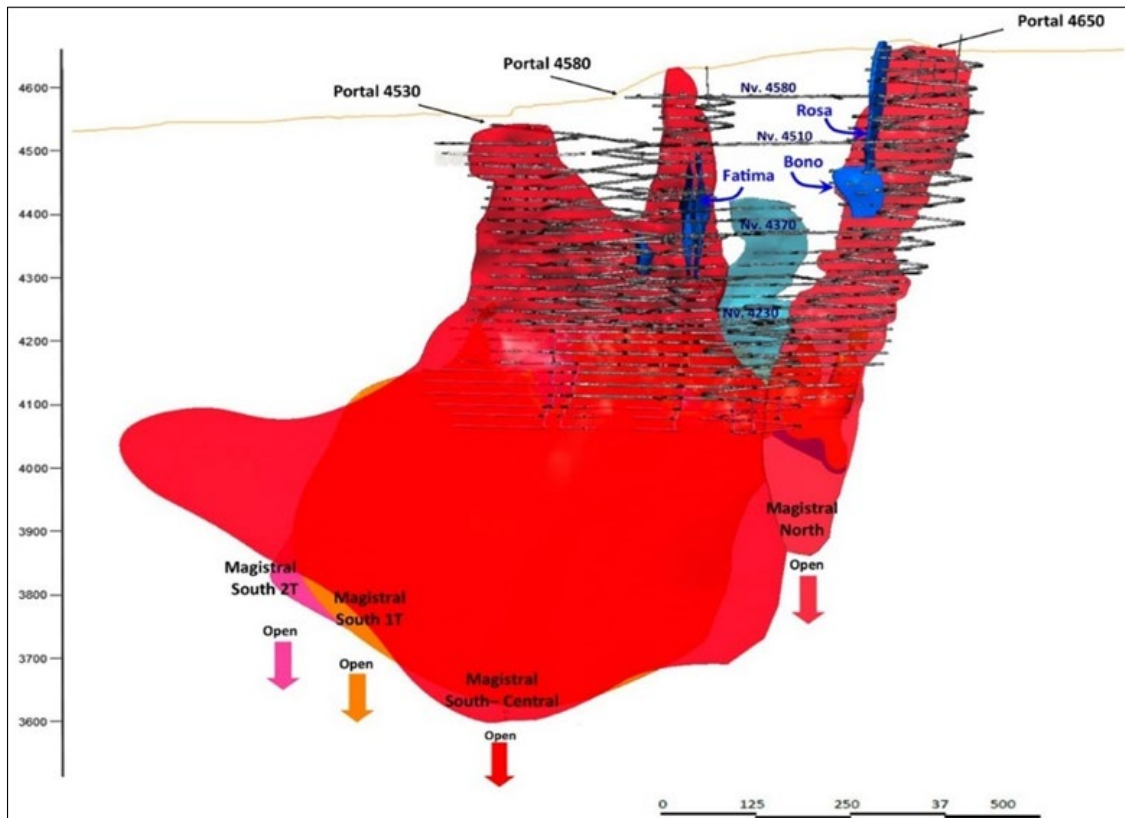 Portal 4650
Portal 4580
Portal 4530
4600
4500
4400
4300
4200
4100
4000
3900
3800
3700
3600
Nv. 4580
Rosa
Nv. 4510
Bono
Fatima
Nv. 4370
Nv. 4230
Magistral
North
Open
Magistral
South 2T
Open
Magistral
South 1T
Open
Magistral
South– Central
Open
0 125 250 37 500